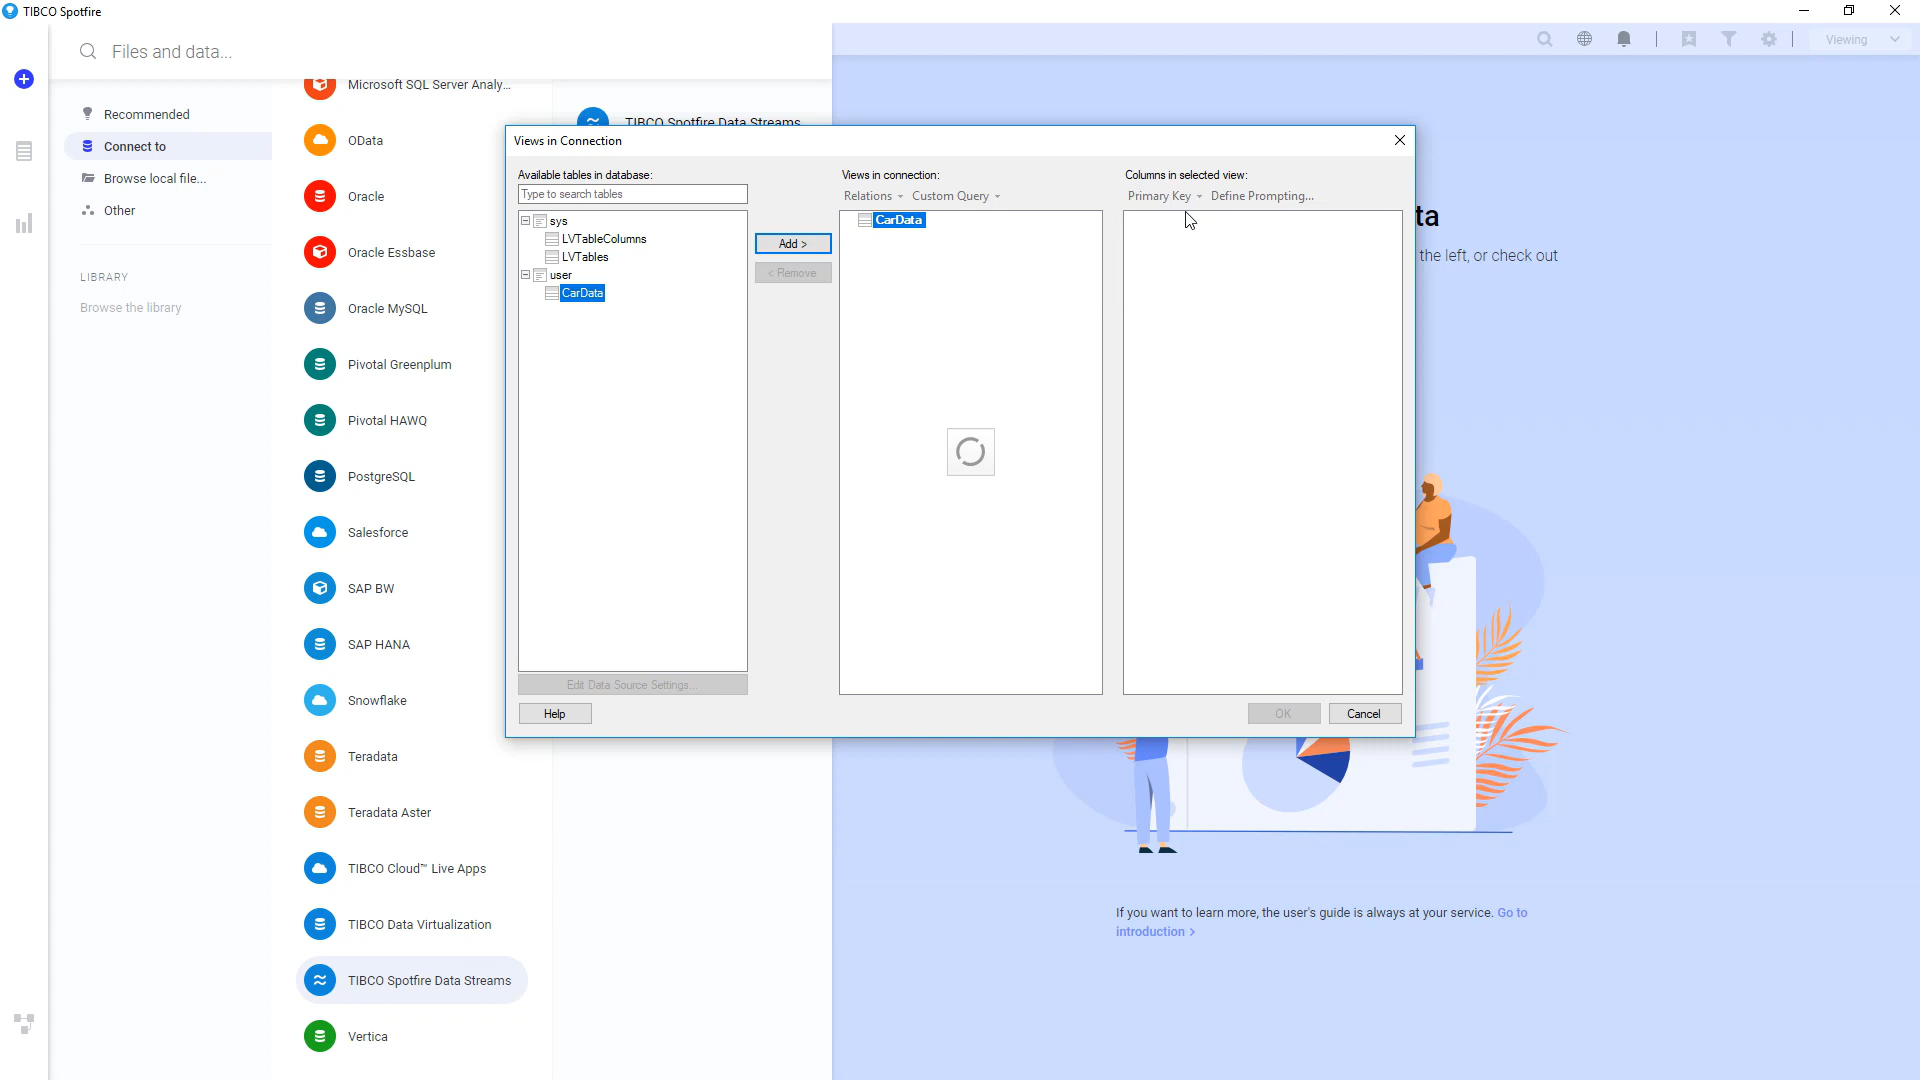 TIBCO Spotfire
Files and data...
Viewing
Recommended
Connect to
Browse local file...
Other
LIBRARY
Browse the library
Microsoft SQL Server Analy...
OData
Oracle
Oracle Essbase
Oracle MySQL
Pivotal Greenplum
Pivotal HAWQ
PostgreSQL
Salesforce
SAP BW
SAP HANA
Snowflake
Teradata
Teradata Aster
TIBCO Cloud™ Live Apps
TIBCO Data Virtualization
TIBCO Spotfire Data Streams
Vertica
TIBCO Spotfire Data Streams
Views in Connection
Available tables in database:
Type to search tables
sys
LVTableColumns
LVTables
user
CarData
Edit Data Source Settings...
Help
Add >
< Remove
Views in connection:
Relations Custom Query
CarData
Columns in selected view:
Primary Key Define Prompting...
OK Cancel
ta
the left, or check out
If you want to learn more, the user's guide is always at your service. Go to
introduction >